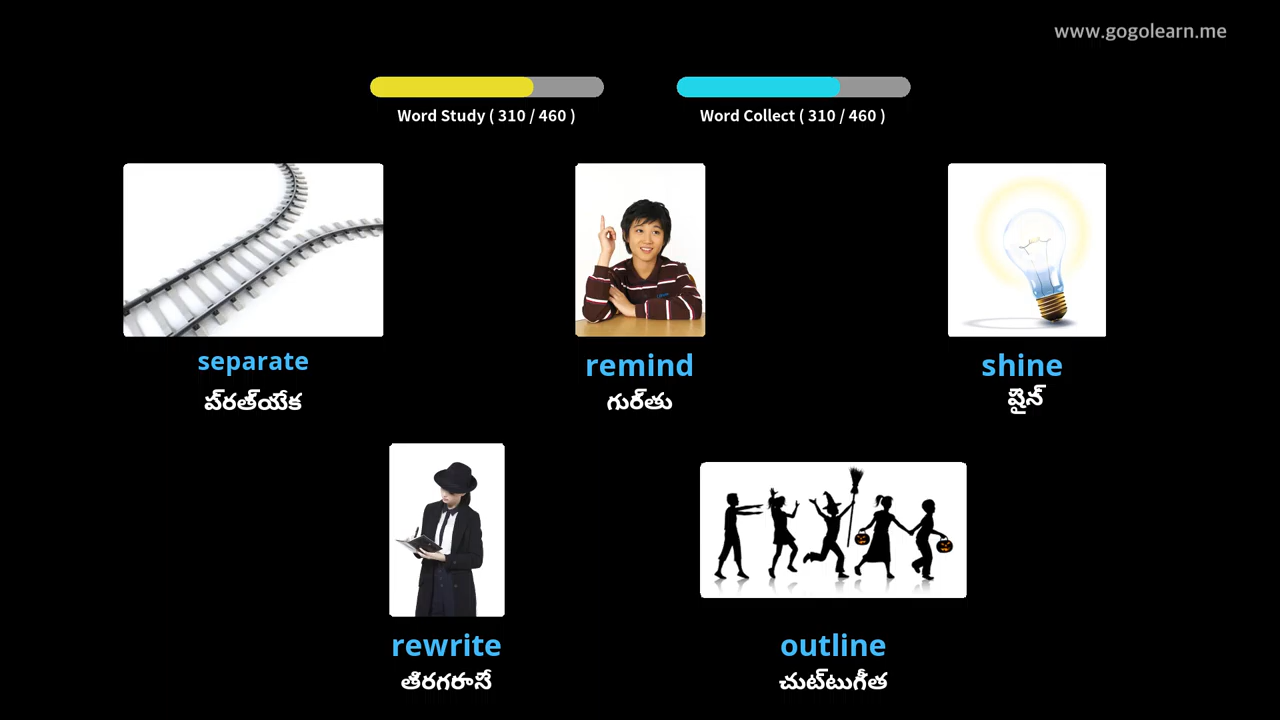 www.gogolearn.me
Word Study ( 310 / 460 )
Word Collect ( 310 / 460 )
separate
remind
shine
ప్రత్యేక
గుర్తు
షైన్
rewrite
outline
తిరగరాసే
చుట్టుగీత